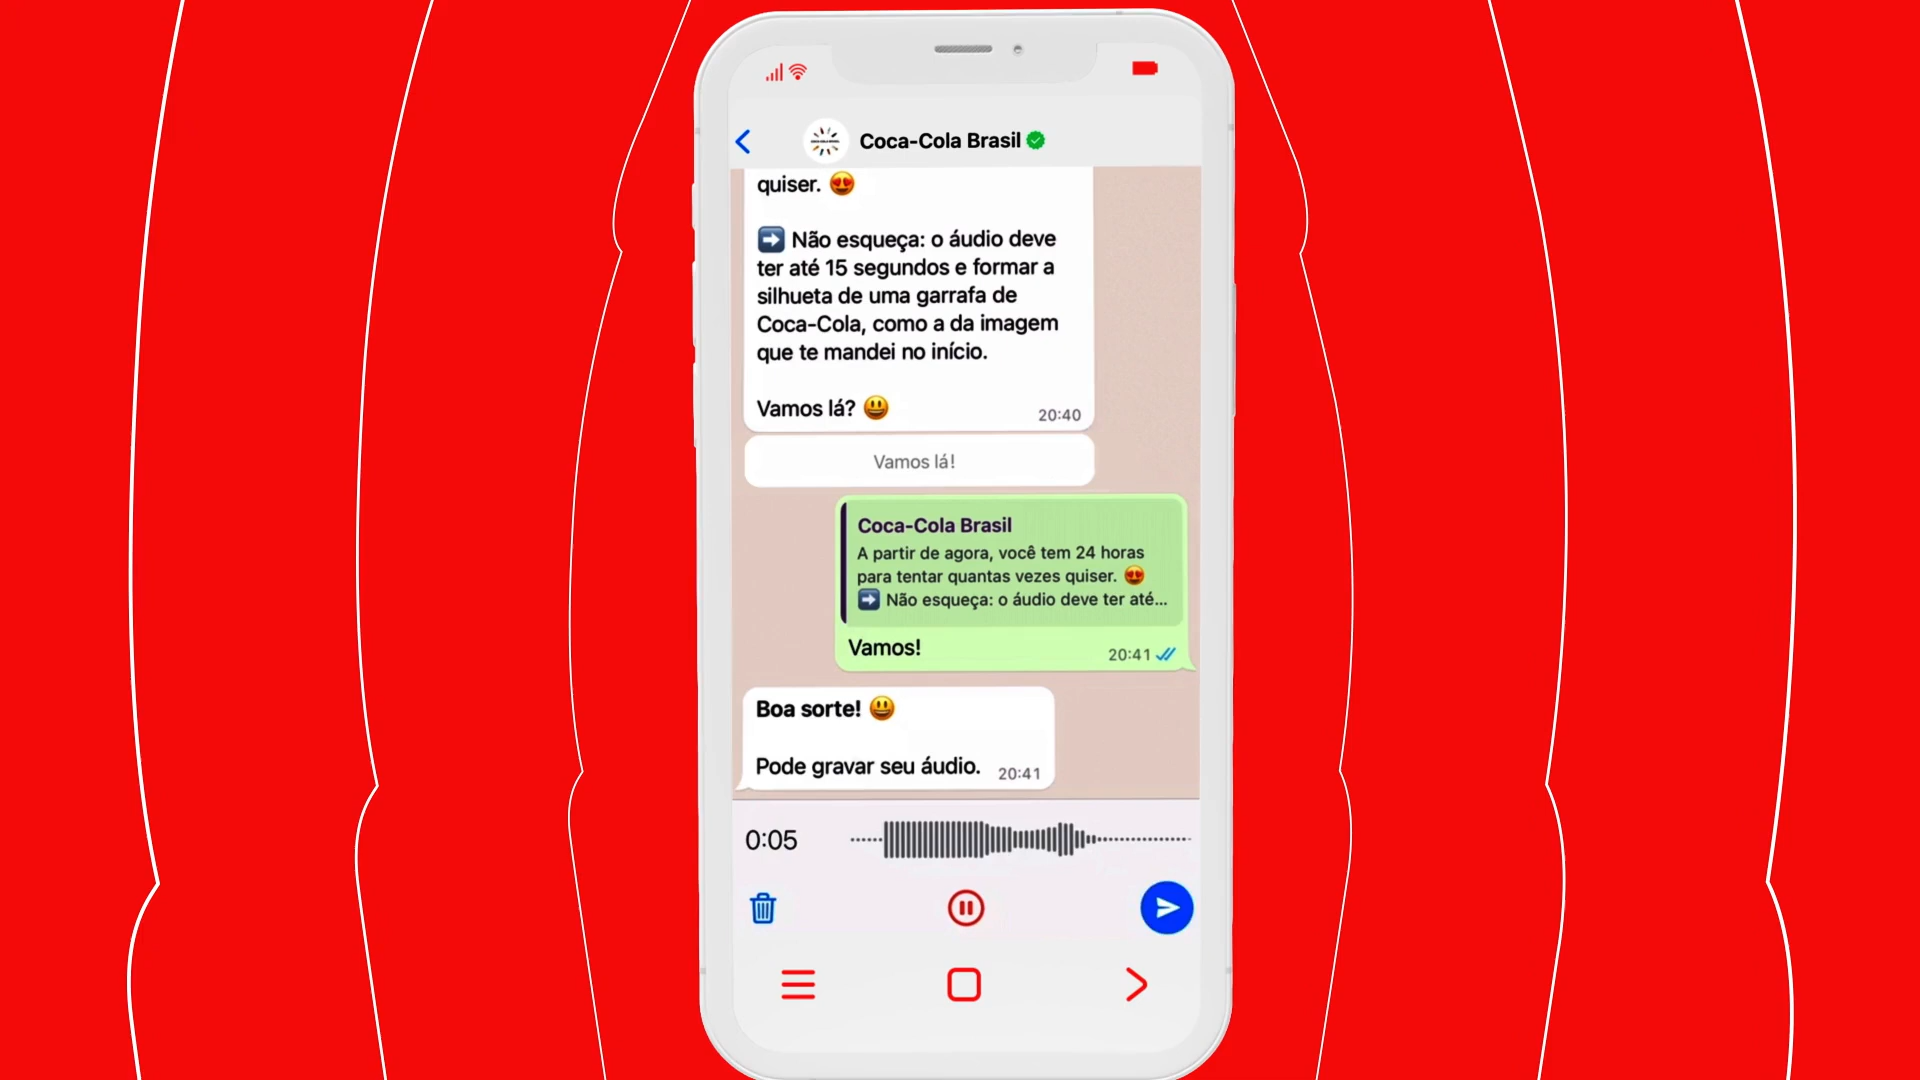 Coca-Cola Brasil
quiser. 😍
➡️ Não esqueça: o áudio deve
ter até 15 segundos e formar a
silhueta de uma garrafa de
Coca-Cola, como a da imagem
que te mandei no início.
Vamos lá? 😃
20:40
Vamos lá!
Coca-Cola Brasil
A partir de agora, você tem 24 horas
para tentar quantas vezes quiser. 😍
➡️ Não esqueça: o áudio deve ter até...
Vamos!
20:41
Boa sorte! 😃
Pode gravar seu áudio.
20:41
0:05